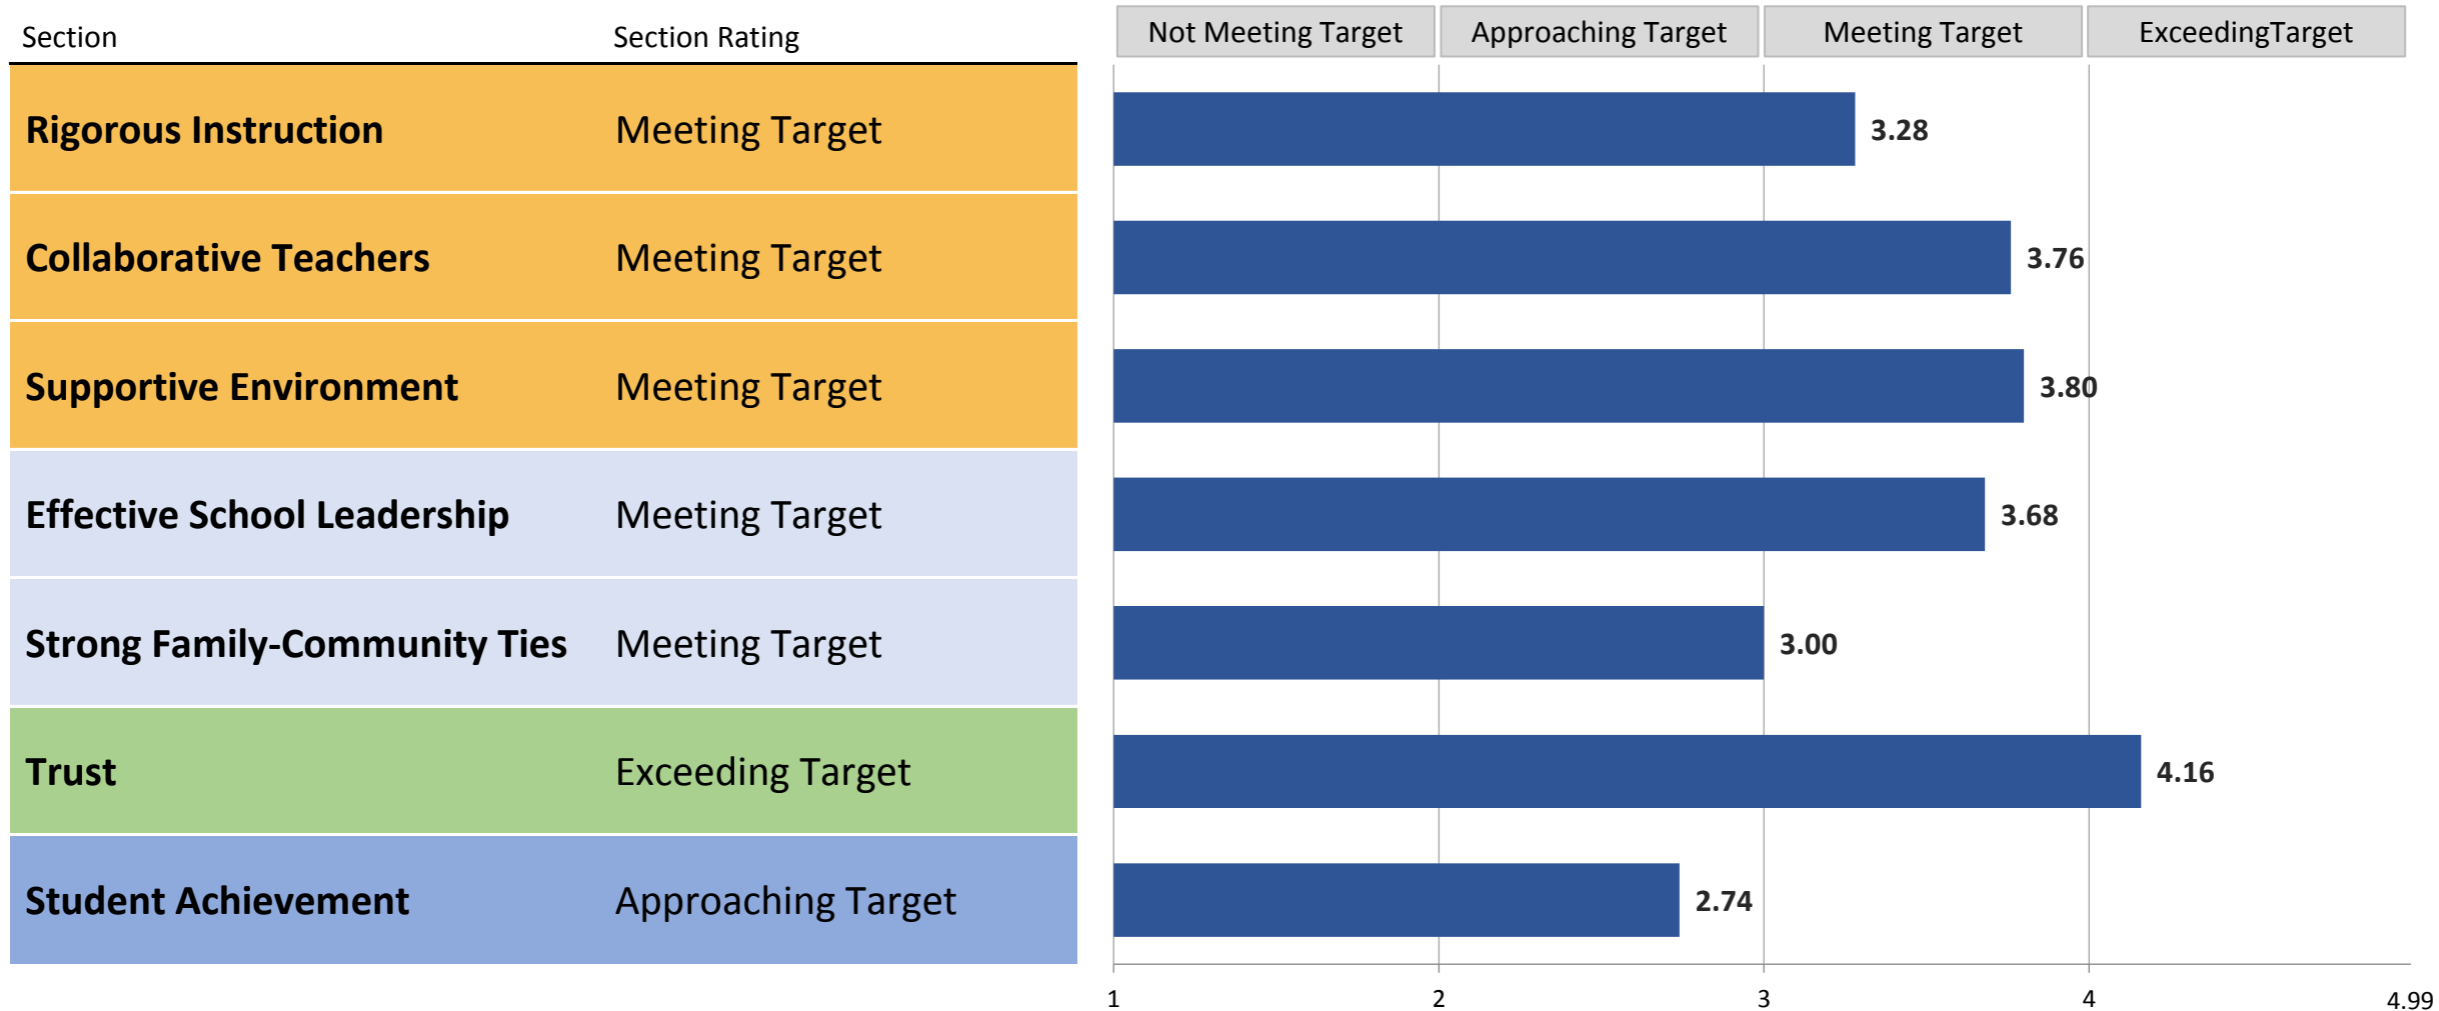 Section Section Rating Not Meeting Target Approaching Target Meeting Target ExceedingTarget
Rigorous Instruction Meeting Target 3.28
Collaborative Teachers Meeting Target 3.76
Supportive Environment Meeting Target 3.80
Effective School Leadership Meeting Target 3.68
Strong Family-Community Ties Meeting Target 3.00
Trust Exceeding Target 4.16
Student Achievement Approaching Target 2.74
1 2 3 4 4.99